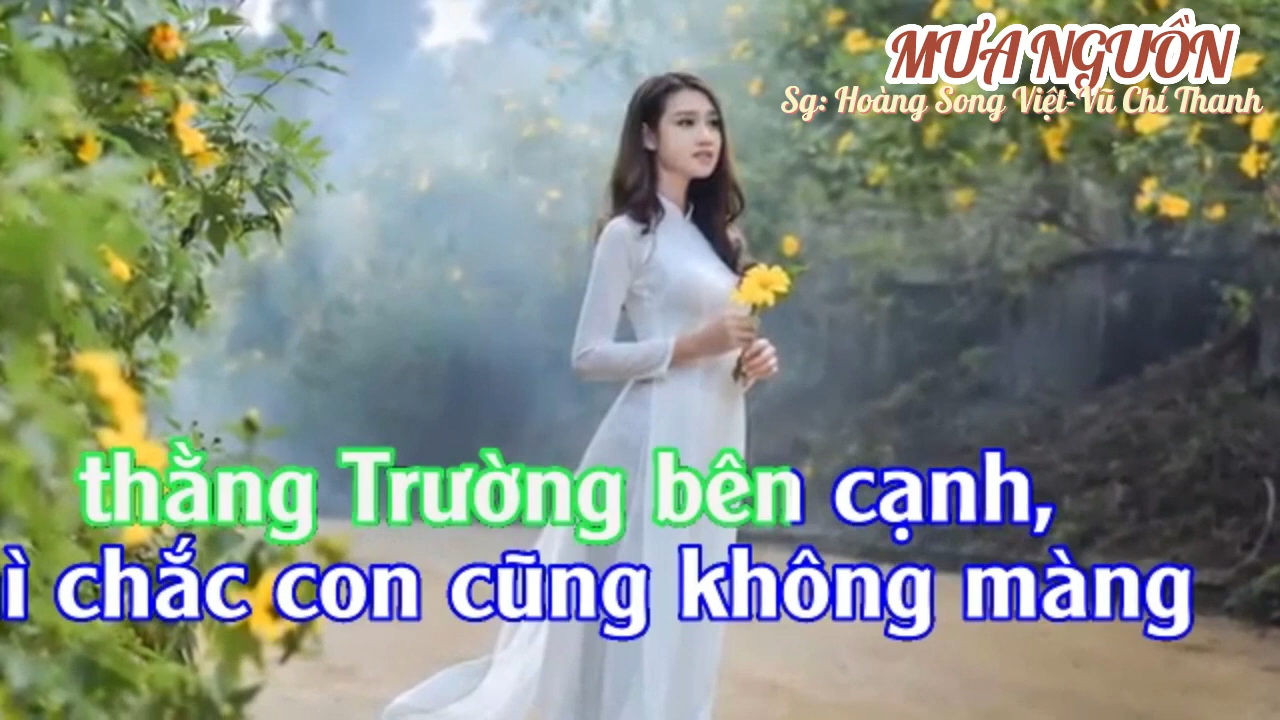 MƯA NGUỒN
Sg: Hoàng Song Việt-Vũ Chí Thanh
thằng Trường bên cạnh,
ì chắc con cũng không màng